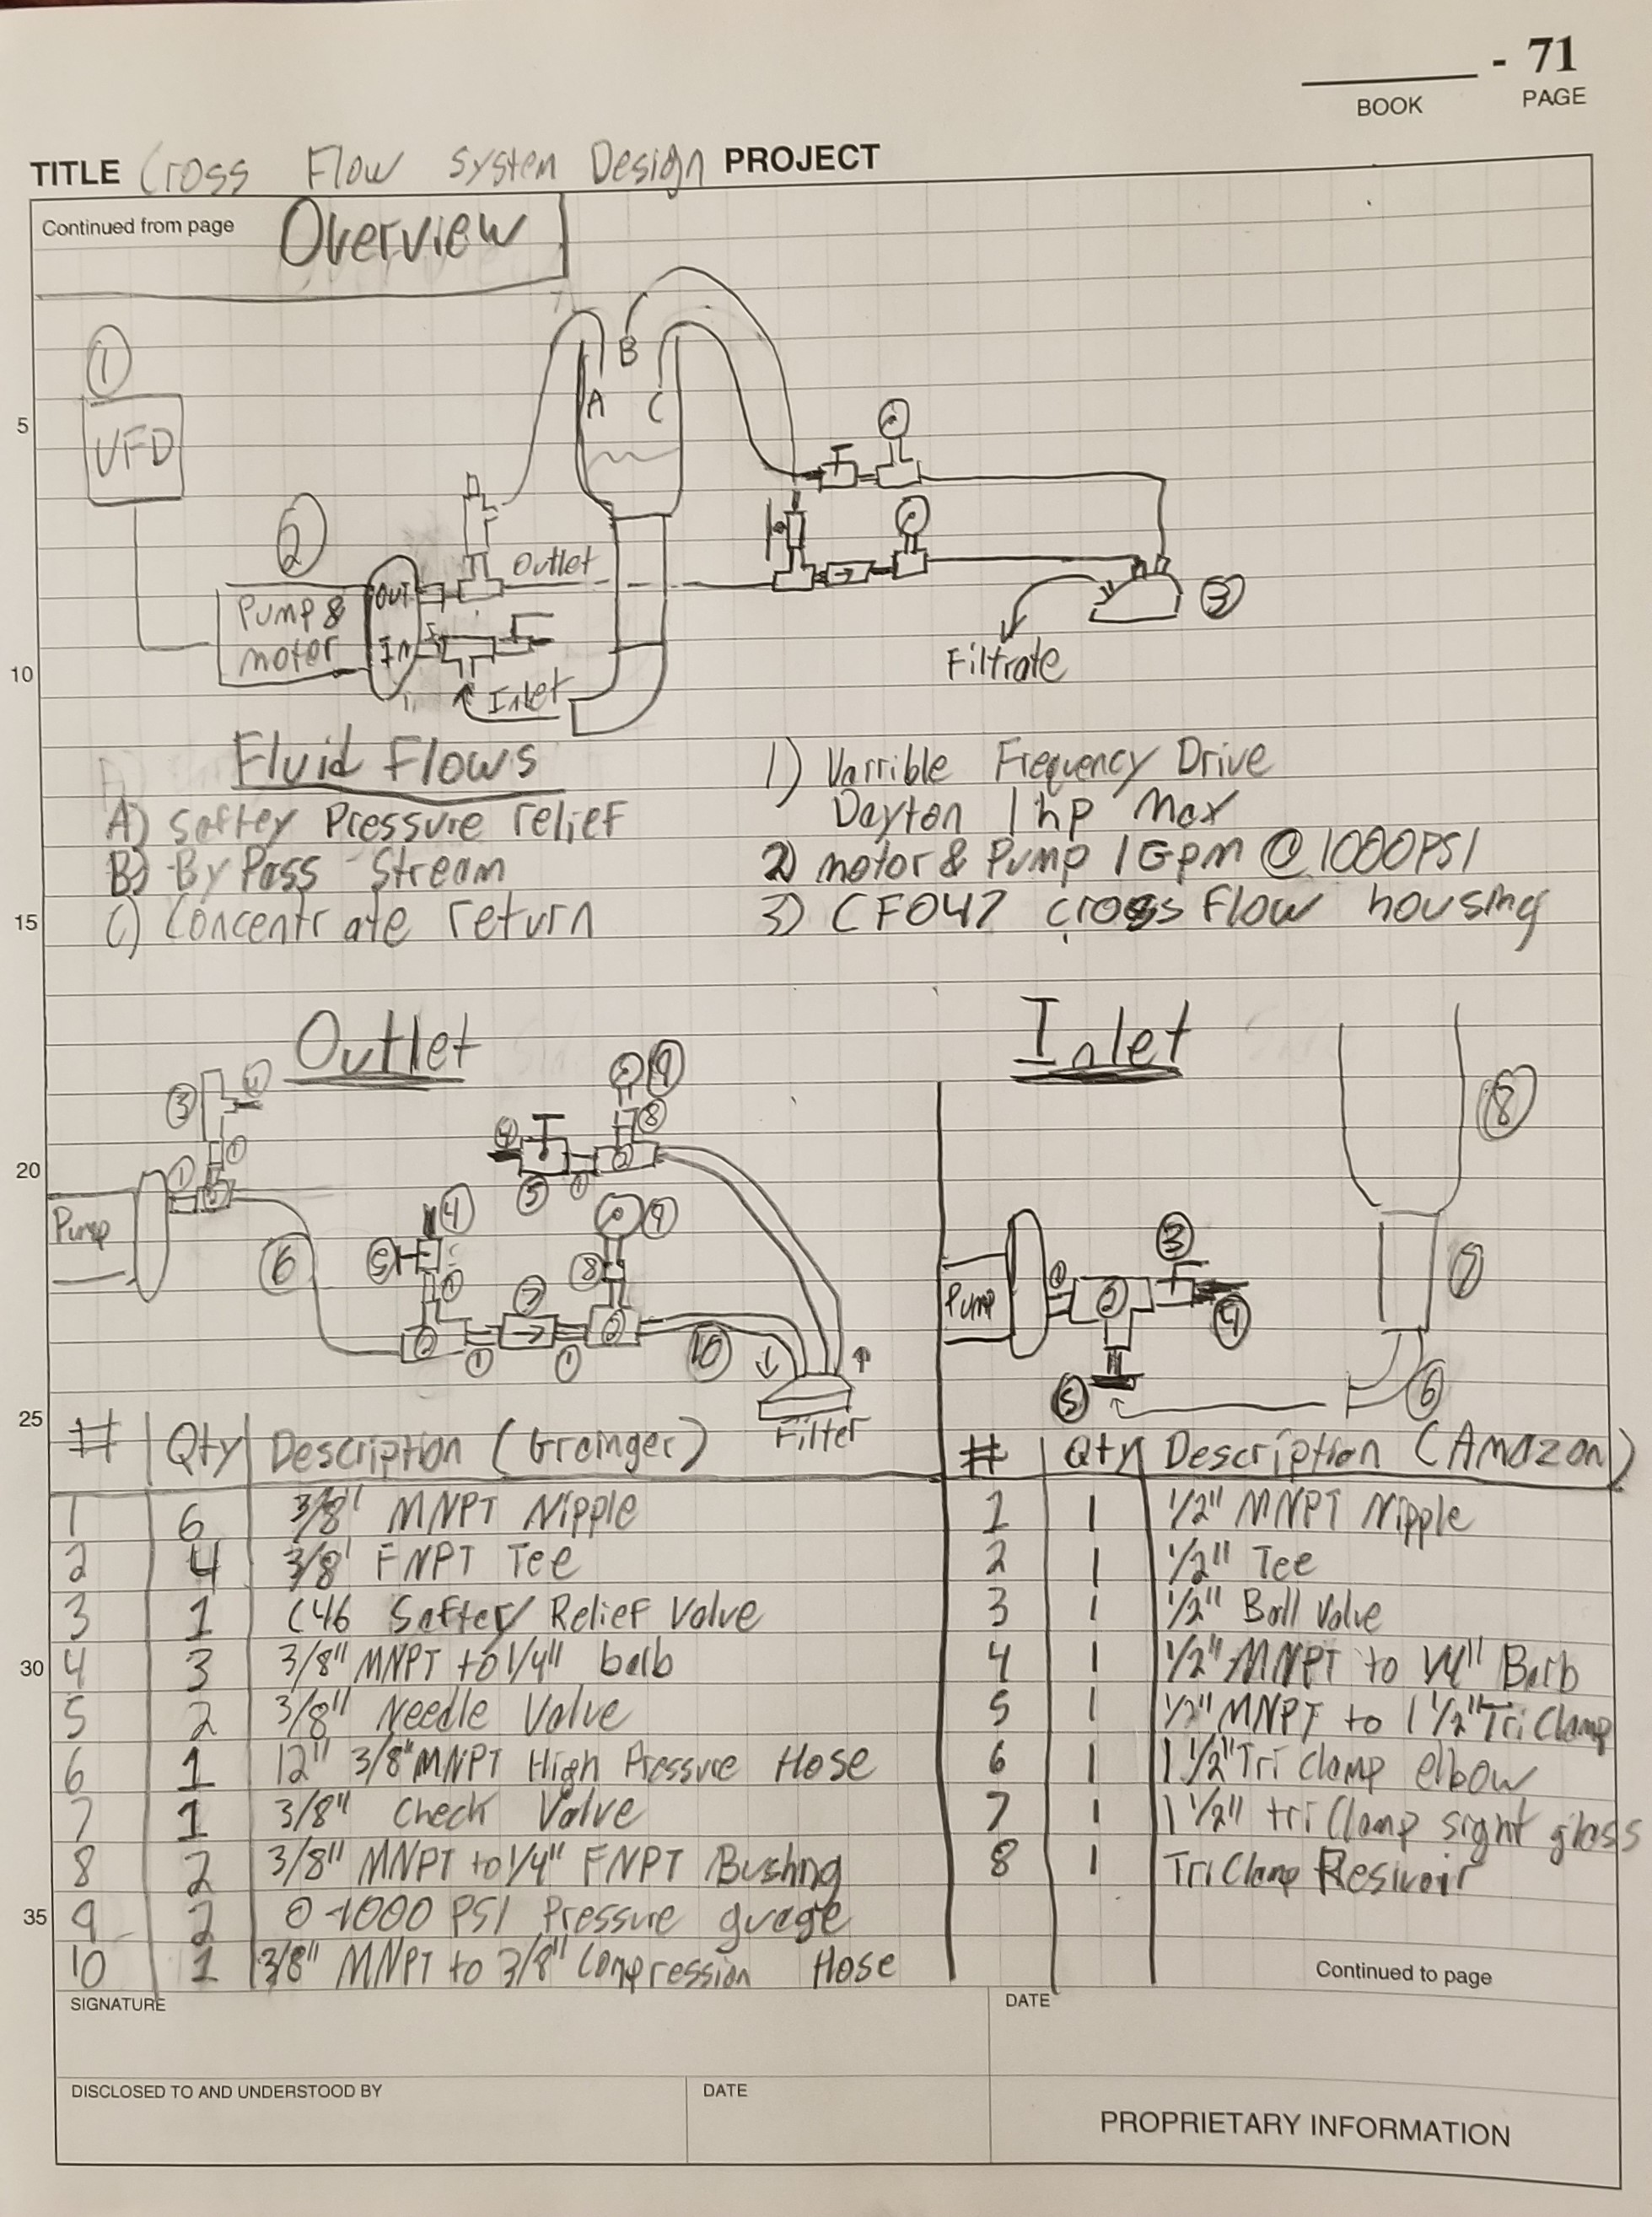 - 71
BOOK PAGE
TITLE Cross Flow System Design PROJECT
Continued from page
Overview
1
VFD
2
Pump &
motor
OUT
IN
Outlet
Inlet
A
B
C
3
Filtrate
Fluid Flows
A) Saftey Pressure relief
B) By Pass Stream
C) Concentrate return
1) Varrible Frequency Drive
Dayton 1 hp Max
2) motor & Pump 1Gpm @ 1000PSI
3) CF042 cross Flow housing
Outlet
Pump
1
2
3
4
1
6
5
4
1
2
1
7
1
2
8
9
10
4
5
1
2
8
9
Filter
Inlet
Pump
1
2
3
4
5
6
7
8
# Qty Description (Grainger)
1 6 3/8" MNPT Nipple
2 4 3/8' FNPT Tee
3 1 C46 Saftey Relief Valve
4 3 3/8" MNPT to 1/4" barb
5 2 3/8" Needle Valve
6 1 12" 3/8"MNPT High Pressure Hose
7 1 3/8" Check Valve
8 2 3/8" MNPT to 1/4" FNPT Bushing
9 2 0-1000 PSI Pressure guage
10 1 3/8" MNPT to 3/8" Compression Hose
# Qty Description (Amazon)
1 1 1/2" MNPT Nipple
2 1 1/2" Tee
3 1 1/2" Ball Valve
4 1 1/2" MNPT to 1/4" Barb
5 1 1/2" MNPT to 1 1/2" Tri Clamp
6 1 1 1/2" Tri Clamp elbow
7 1 1 1/2" tri Clamp sight glass
8 1 Tri Clamp Resivoir
5
10
15
20
25
30
35
Continued to page
SIGNATURE DATE
DISCLOSED TO AND UNDERSTOOD BY DATE
PROPRIETARY INFORMATION